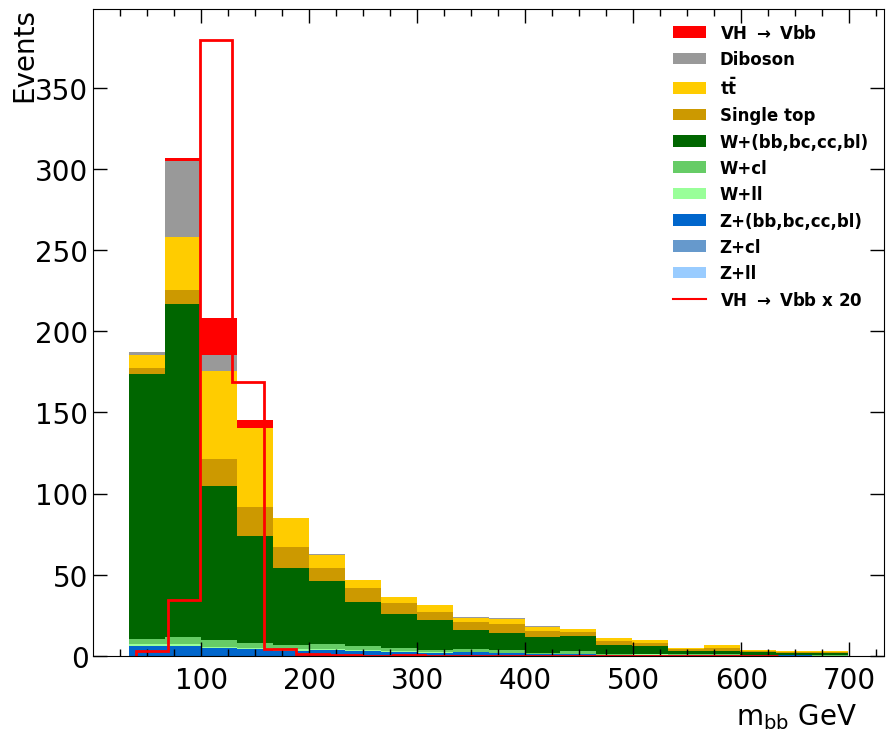 Events
350
300
250
200
150
100
50
0
100 200 300 400 500 600 700
m_bb GeV
VH → Vbb
Diboson
tt̄
Single top
W+(bb,bc,cc,bl)
W+cl
W+ll
Z+(bb,bc,cc,bl)
Z+cl
Z+ll
VH → Vbb x 20